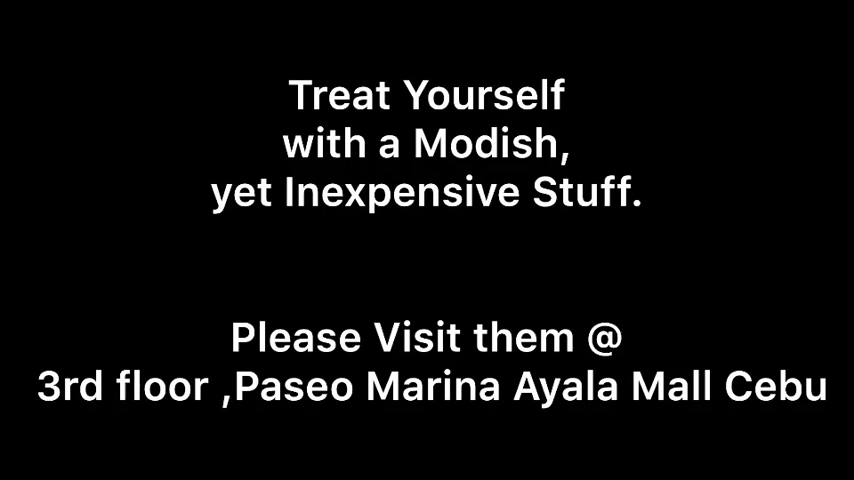 Treat Yourself
with a Modish,
yet Inexpensive Stuff.
Please Visit them @
3rd floor ,Paseo Marina Ayala Mall Cebu